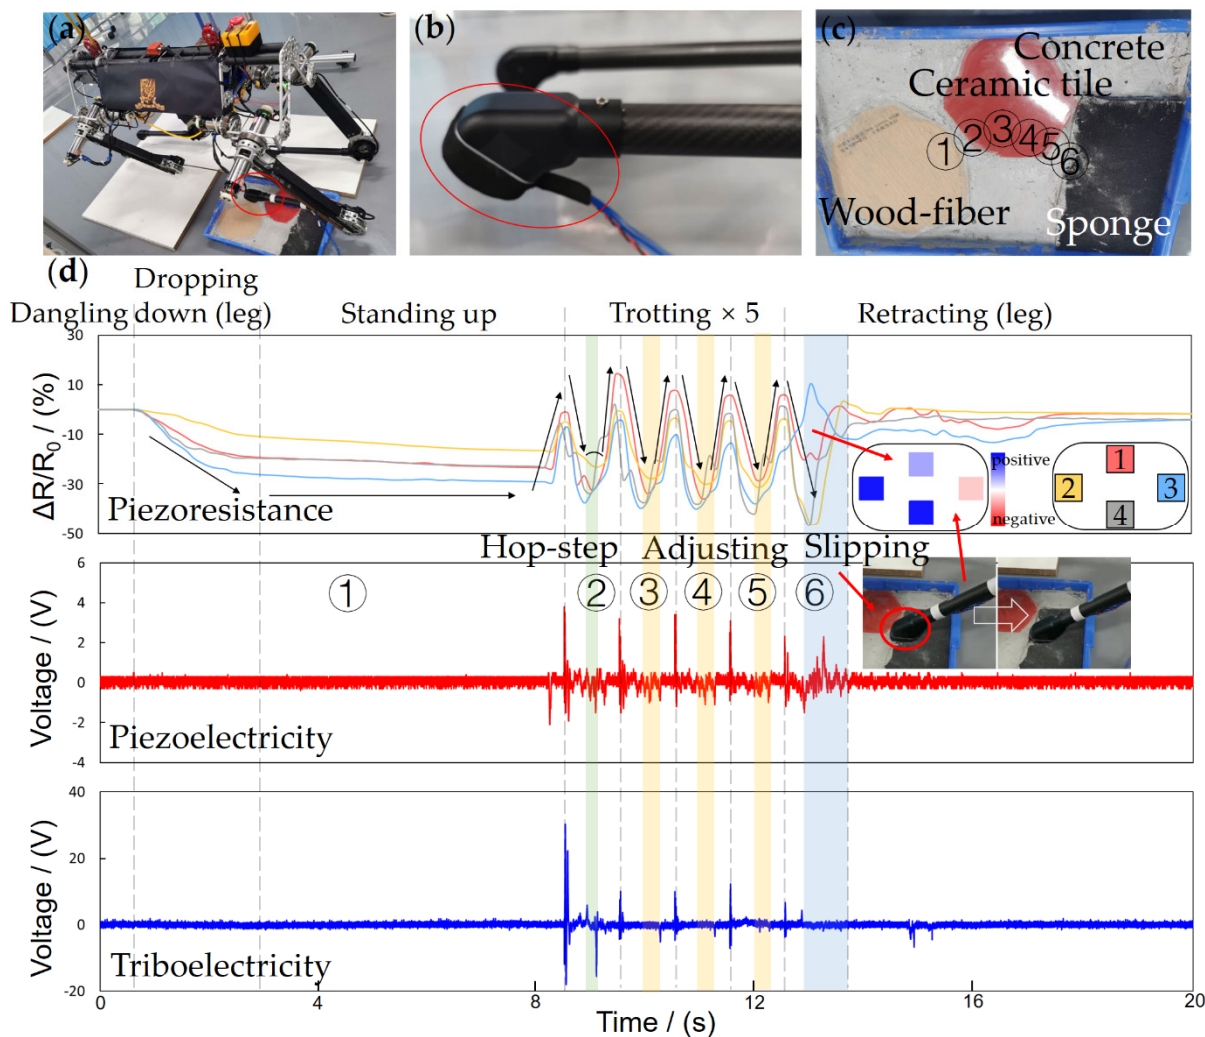 (a)
(b)
(c)
Concrete
Ceramic tile
① ② ③ ④ ⑤ ⑥
Wood-fiber
Sponge
(d)
Dropping
Dangling down (leg)
Standing up
Trotting × 5
Retracting (leg)
30
10
-10
-30
-50
ΔR/R0 / (%)
Piezoresistance
positive
negative
1
2
3
4
Hop-step
Adjusting
Slipping
6
4
2
0
-2
-4
Voltage / (V)
① ② ③ ④ ⑤ ⑥
Piezoelectricity
40
20
0
-20
Voltage / (V)
Triboelectricity
0 4 8 12 16 20
Time / (s)